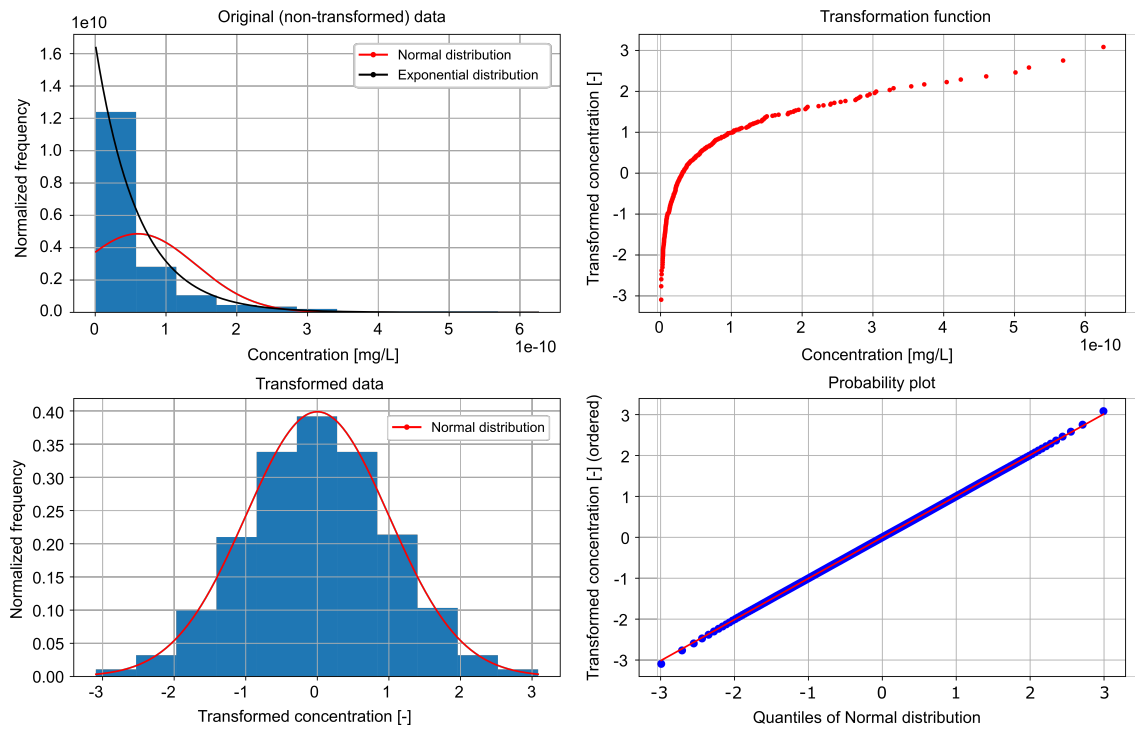 Original (non-transformed) data
1e10
1.6
1.4
1.2
1.0
0.8
0.6
0.4
0.2
0.0
Normalized frequency
Normal distribution
Exponential distribution
0 1 2 3 4 5 6
1e-10
Concentration [mg/L]
Transformation function
3
2
1
0
-1
-2
-3
Transformed concentration [-]
0 1 2 3 4 5 6
1e-10
Concentration [mg/L]
Transformed data
0.40
0.35
0.30
0.25
0.20
0.15
0.10
0.05
0.00
Normalized frequency
Normal distribution
-3 -2 -1 0 1 2 3
Transformed concentration [-]
Probability plot
3
2
1
0
-1
-2
-3
Transformed concentration [-] (ordered)
-3 -2 -1 0 1 2 3
Quantiles of Normal distribution